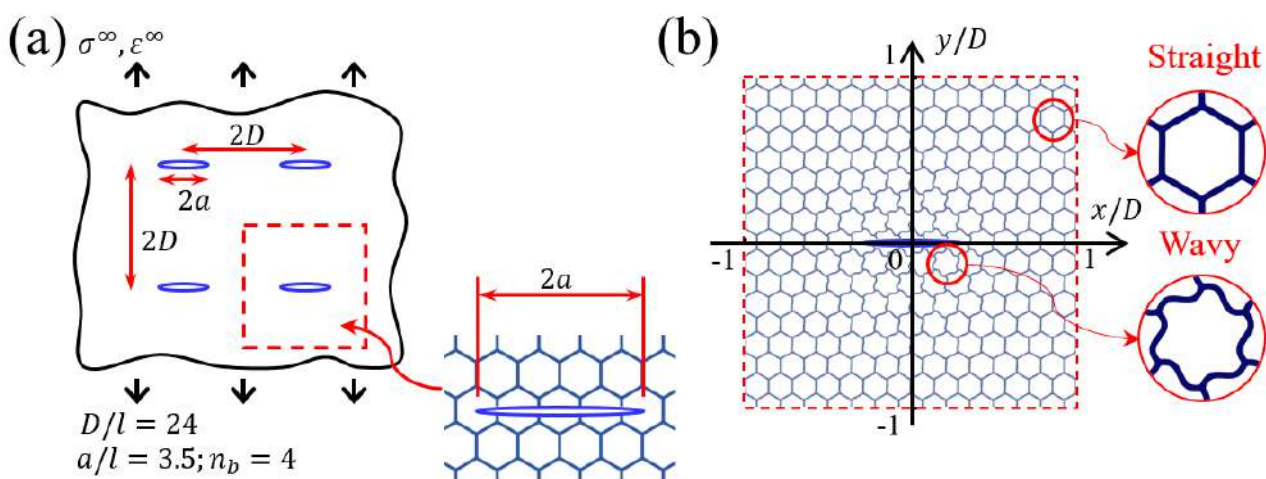 (a)
σ^∞, ε^∞
2D
2a
2D
2a
D/l = 24
a/l = 3.5; n_b = 4
(b)
y/D
1
Straight
x/D
-1
0
1
Wavy
-1